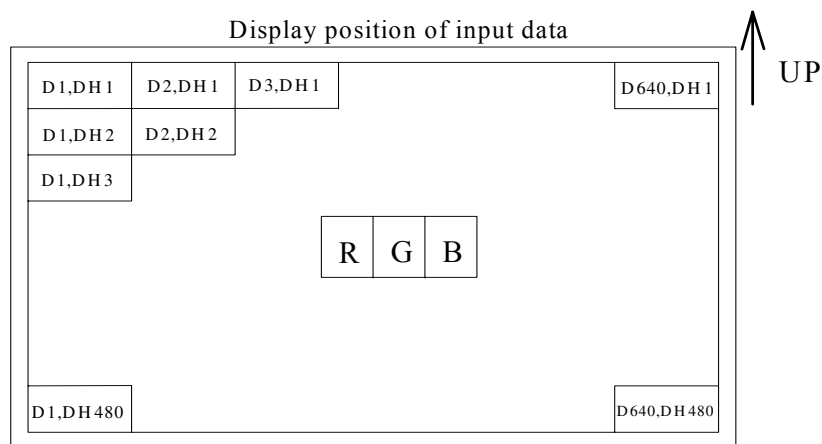 Display position of input data
UP
D1,DH1 D2,DH1 D3,DH1 D640,DH1
D1,DH2 D2,DH2
D1,DH3
R G B
D1,DH480 D640,DH480